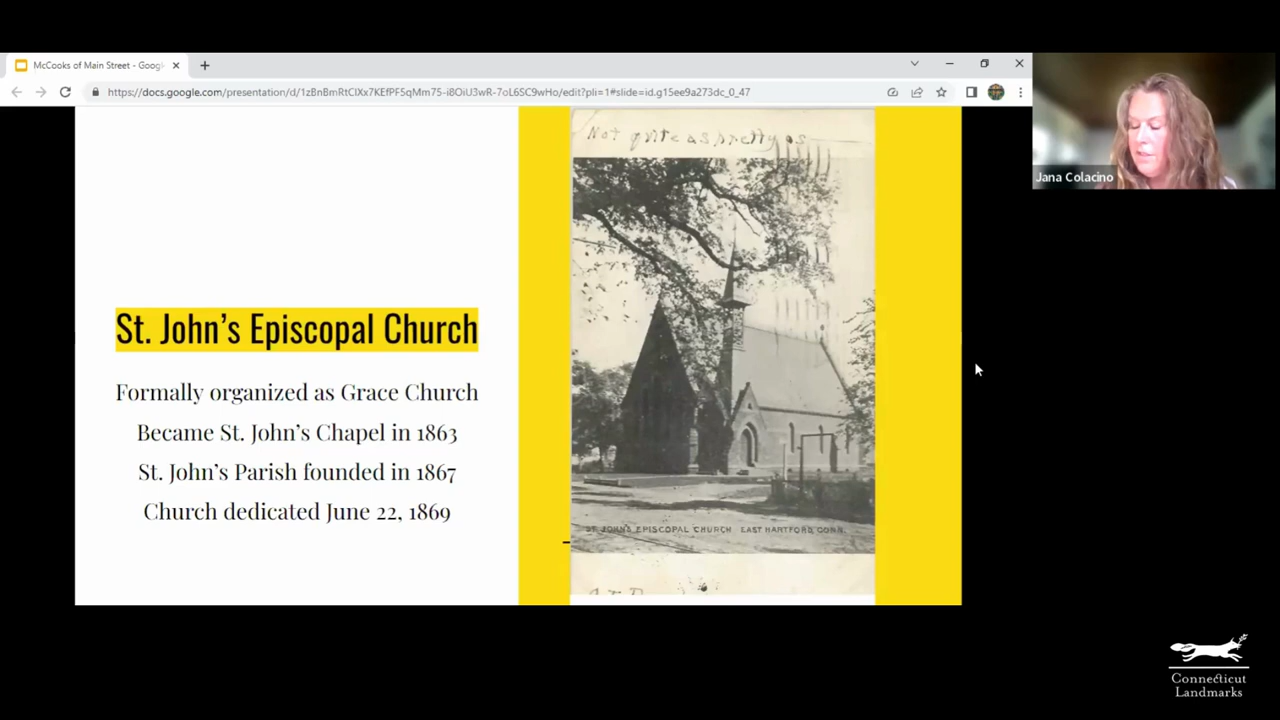 McCooks of Main Street - Goog
https://docs.google.com/presentation/d/1zBnBmRtClXx7KEfPF5qMm75-i8OiU3wR-7oL6SC9wHo/edit?pli=1#slide=id.g15ee9a273dc_0_47
Jana Colacino
Not quite as pretty as
St. John's Episcopal Church
Formally organized as Grace Church
Became St. John's Chapel in 1863
St. John's Parish founded in 1867
Church dedicated June 22, 1869
ST. JOHN'S EPISCOPAL CHURCH EAST HARTFORD, CONN.
Connecticut
Landmarks